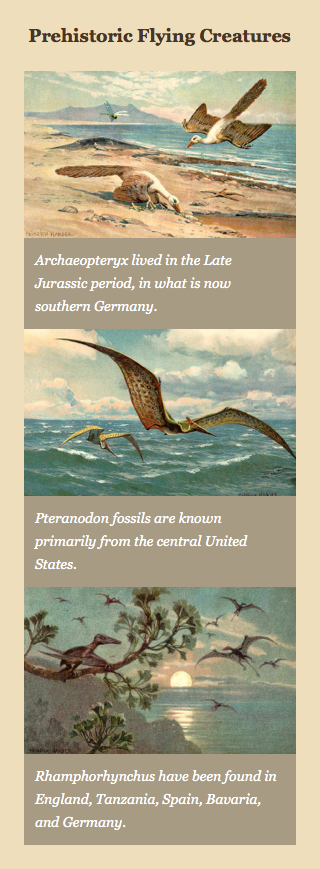 Prehistoric Flying Creatures
Archaeopteryx lived in the Late
Jurassic period, in what is now
southern Germany.
Pteranodon fossils are known
primarily from the central United
States.
Rhamphorhynchus have been found in
England, Tanzania, Spain, Bavaria,
and Germany.